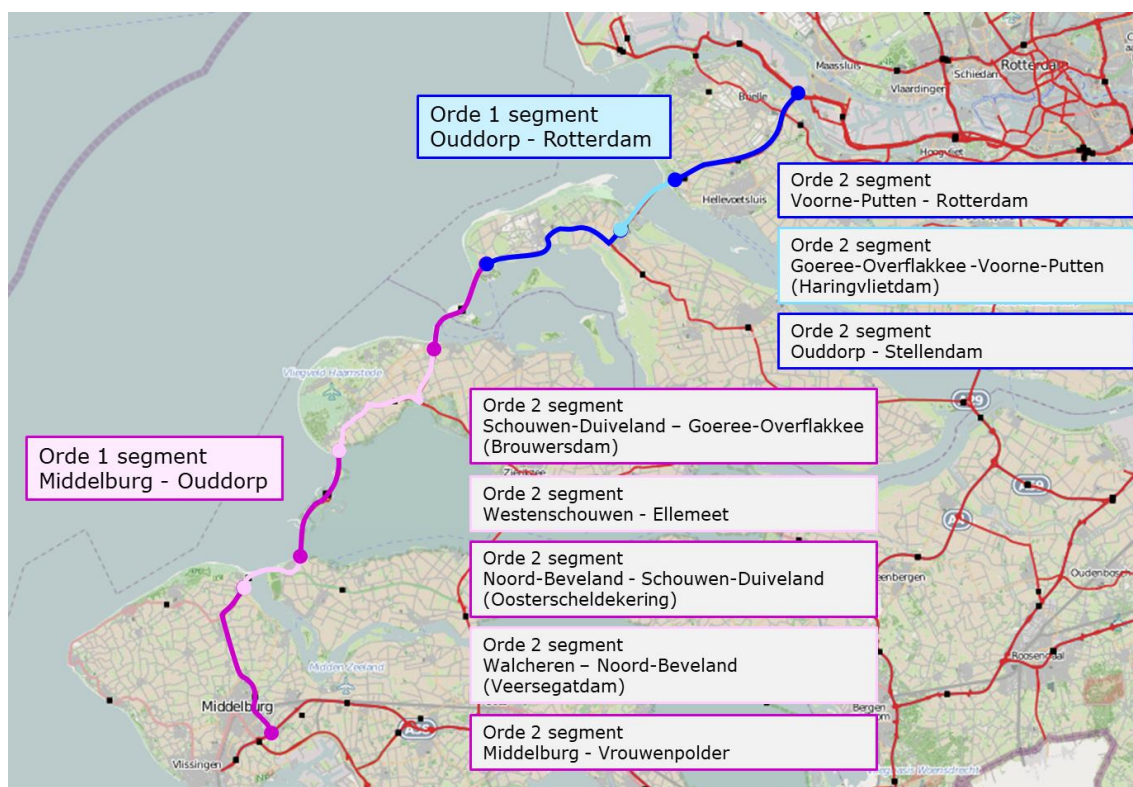 Maassluis
Rotterdam
Schiedam
Vlaardingen
Brielle
Hoogvliet
Orde 1 segment
Ouddorp - Rotterdam
Orde 2 segment
Voorne-Putten - Rotterdam
Hellevoetsluis
Orde 2 segment
Goeree-Overflakkee -Voorne-Putten
(Haringvlietdam)
Orde 2 segment
Ouddorp - Stellendam
Vliegveld Haamstede
Orde 2 segment
Schouwen-Duiveland – Goeree-Overflakkee
(Brouwersdam)
Orde 1 segment
Middelburg - Ouddorp
Orde 2 segment
Westenschouwen - Ellemeet
Orde 2 segment
Noord-Beveland - Schouwen-Duiveland
(Oosterscheldekering)
Orde 2 segment
Walcheren – Noord-Beveland
(Veersegatdam)
Midden Zeeland
Roosendaal
Middelburg
Bergen
Orde 2 segment
Middelburg - Vrouwenpolder
Vlissingen